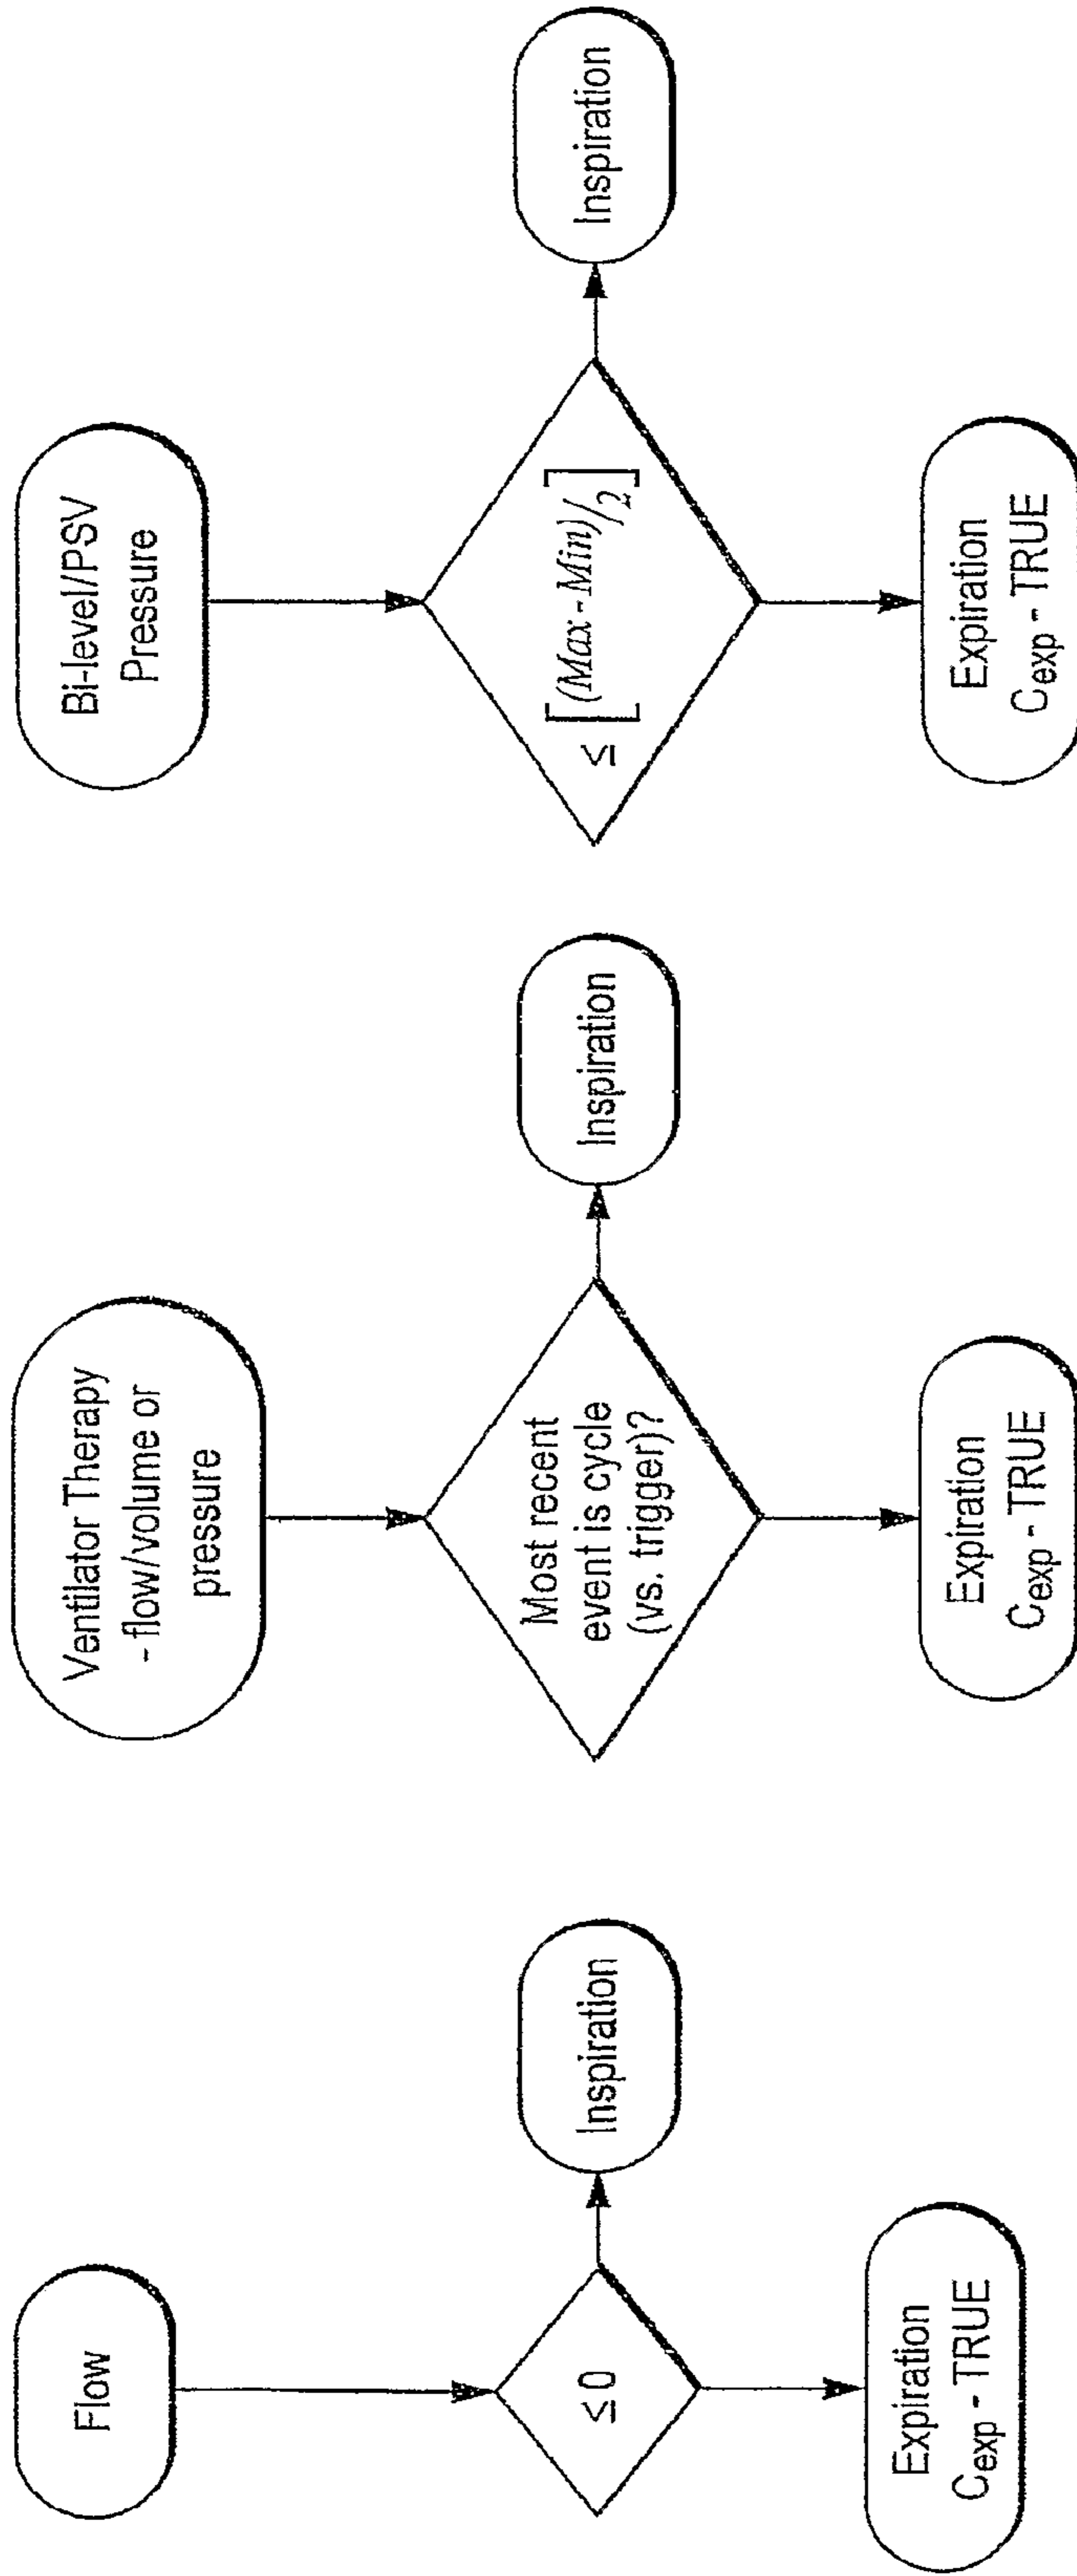 Flow
≤ 0
Inspiration
Expiration
C_exp - TRUE
Ventilator Therapy
- flow/volume or
pressure
Most recent
event is cycle
(vs. trigger)?
Inspiration
Expiration
C_exp - TRUE
Bi-level/PSV
Pressure
≤ [(Max - Min)/2]
Inspiration
Expiration
C_exp - TRUE